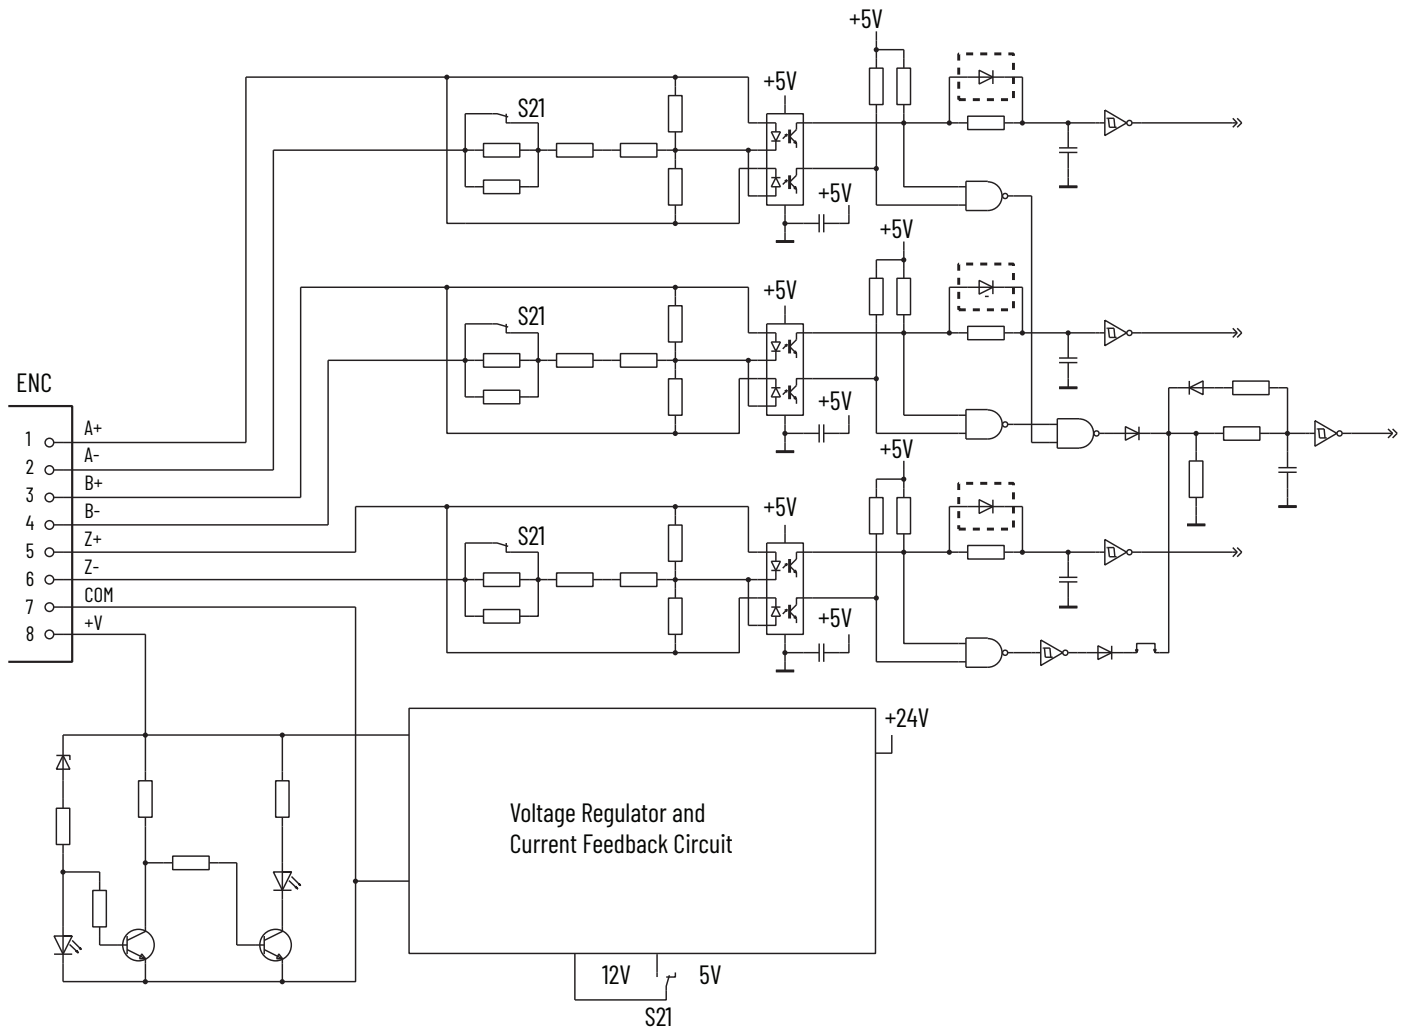 +5V
+5V
S21
+5V
+5V
+5V
S21
+5V
ENC
1 A+
2 A-
3 B+
4 B-
5 Z+
6 Z-
7 COM
8 +V
+5V
+5V
S21
+5V
+24V
Voltage Regulator and
Current Feedback Circuit
12V 5V
S21